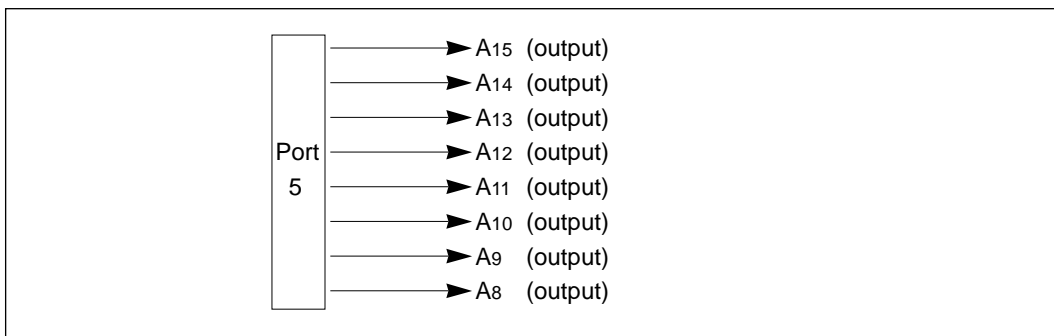 A15 (output)
A14 (output)
A13 (output)
Port
A12 (output)
5
A11 (output)
A10 (output)
A9 (output)
A8 (output)